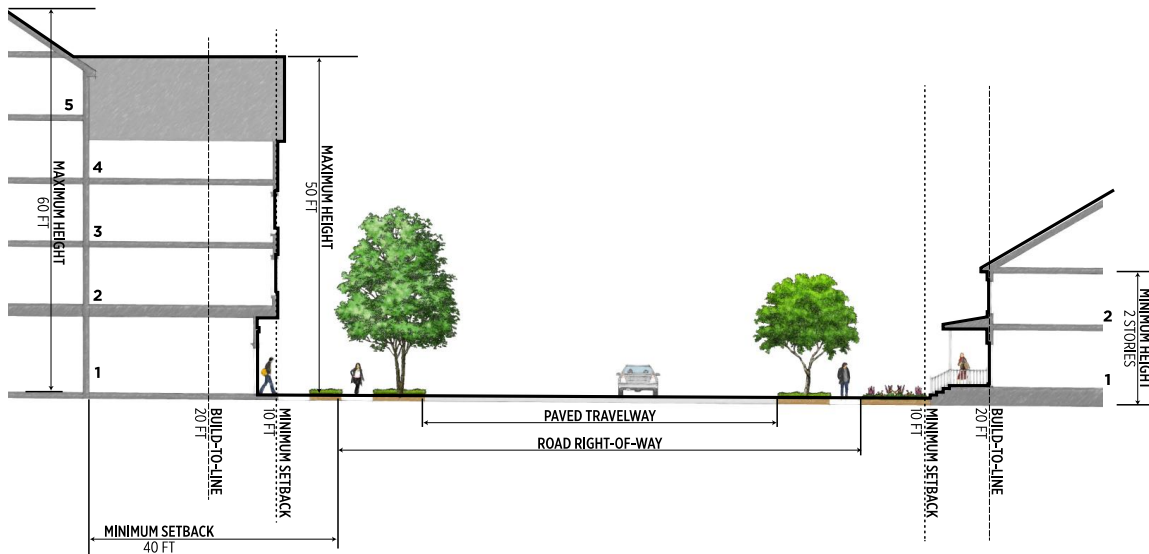 5
4
3
2
1
MAXIMUM HEIGHT
60 FT
MAXIMUM HEIGHT
50 FT
MINIMUM HEIGHT
2 STORIES
2
1
BUILD-TO-LINE
20 FT
MINIMUM SETBACK
10 FT
PAVED TRAVELWAY
ROAD RIGHT-OF-WAY
MINIMUM SETBACK
10 FT
BUILD-TO-LINE
20 FT
MINIMUM SETBACK
40 FT